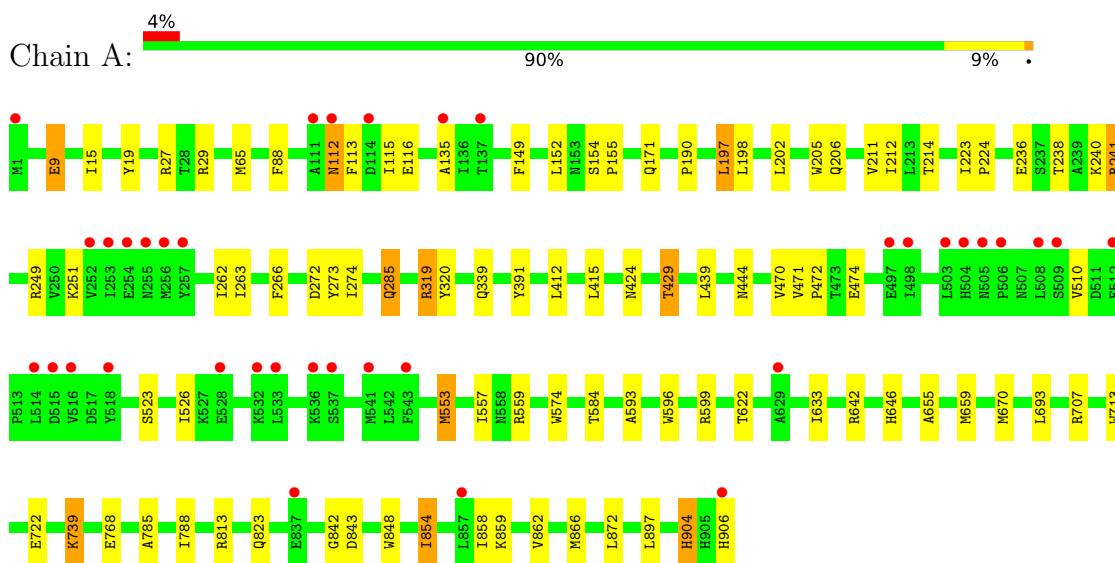 4%
Chain A:
90%
9%
•
M1 E9 I15 Y19 R27 T28 R29 M65 F88 A111 N112 F113 D114 I115 E116 A135 I136 T137 F149 L152 N153 S154 P155 Q171 P190 L197 L198 L202 W205 Q206 V211 I212 L213 T214 I223 P224 E236 S237 T238 A239 K240
R249 V250 K251 V252 I253 E254 N255 M256 Y257 I262 I263 F266 D272 Y273 I274 Q285 R319 Y320 Q339 Y391 L412 L415 N424 T429 L439 N444 V470 V471 P472 T473 E474 E497 I498 L503 H504 N505 P506 N507 L508 S509 V510 D511
P513 L514 D515 V516 D517 Y518 S523 I526 K527 E528 K532 L533 K536 S537 M541 L542 F543 M553 I557 N558 R559 W574 T584 A593 W596 R599 T622 A629 I633 R642 H646 A655 M659 M670 L693 R707
E722 K739 E768 A785 I788 R813 Q823 E837 G842 D843 W848 I854 L857 I858 K859 V862 M866 L872 L897 H904 H905 H906